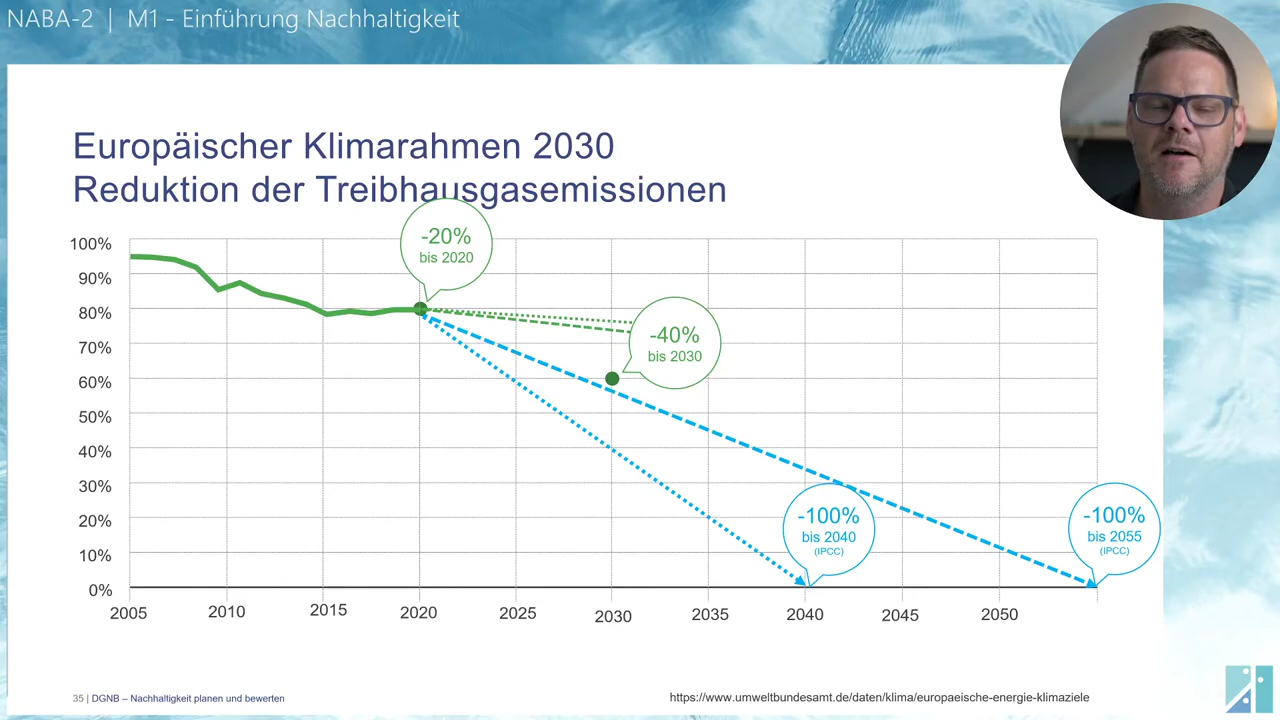 NABA-2 | M1 - Einführung Nachhaltigkeit
Europäischer Klimarahmen 2030
Reduktion der Treibhausgasemissionen
-20%
bis 2020
100%
90%
80%
70%
60%
50%
40%
30%
20%
10%
0%
-40%
bis 2030
-100%
bis 2040
(IPCC)
-100%
bis 2055
(IPCC)
2005 2010 2015 2020 2025 2030 2035 2040 2045 2050
35 | DGNB – Nachhaltigkeit planen und bewerten
https://www.umweltbundesamt.de/daten/klima/europaeische-energie-klimaziele